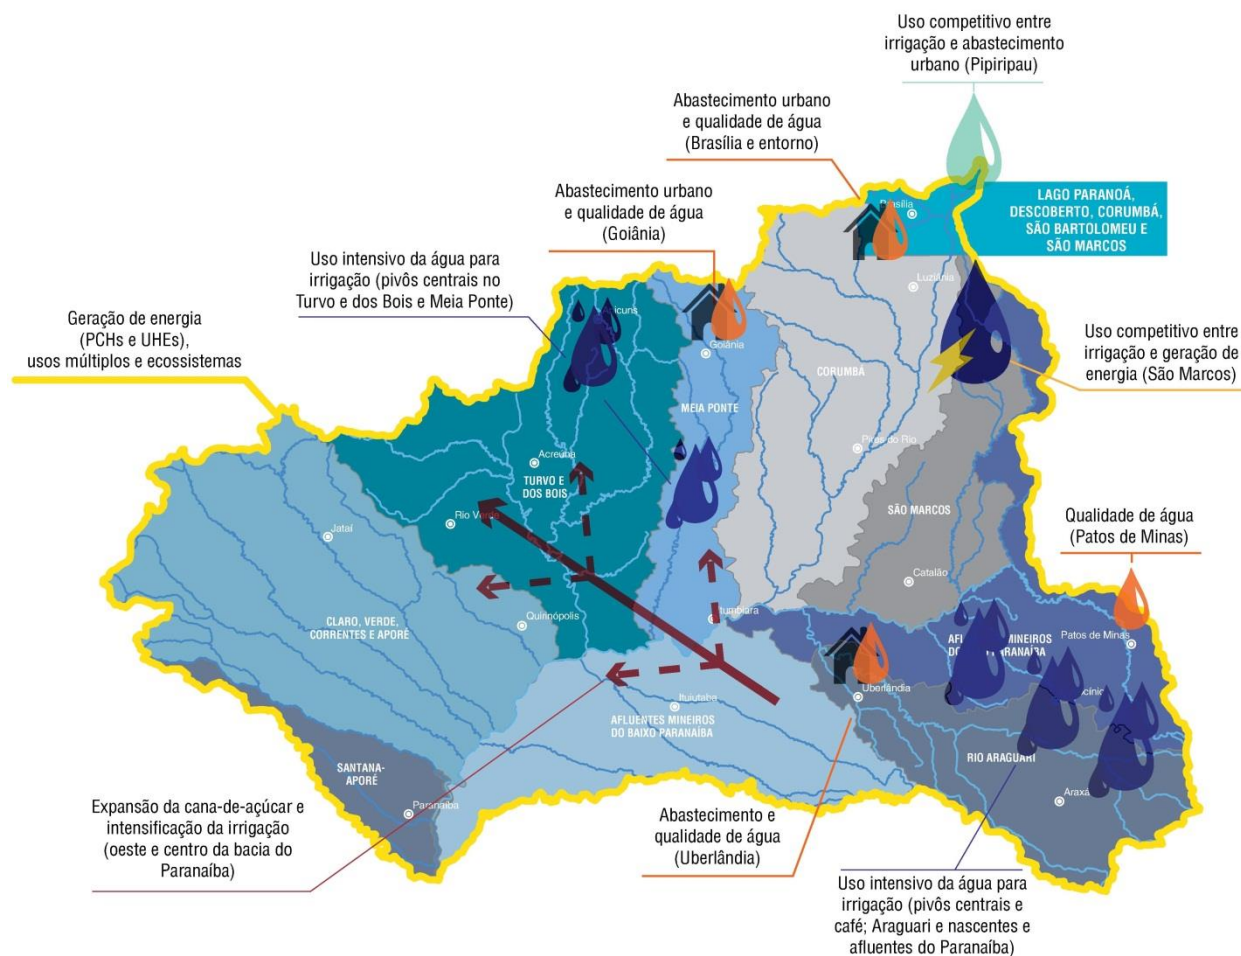 Uso competitivo entre
irrigação e abastecimento
urbano (Pipiripau)
Abastecimento urbano
e qualidade de água
(Brasília e entorno)
Abastecimento urbano
e qualidade de água
(Goiânia)
Uso intensivo da água para
irrigação (pivôs centrais no
Turvo e dos Bois e Meia Ponte)
Geração de energia
(PCHs e UHEs),
usos múltiplos e ecossistemas
LAGO PARANOÁ,
DESCOBERTO, CORUMBÁ,
SÃO BARTOLOMEU E
SÃO MARCOS
Brasília
Luziânia
Goiânia
Uso competitivo entre
irrigação e geração de
energia (São Marcos)
CORUMBÁ
MEIA PONTE
Pires do Rio
Acreúna
TURVO E
DOS BOIS
Rio Verde
SÃO MARCOS
Jataí
Qualidade de água
(Patos de Minas)
Catalão
CLARO, VERDE,
CORRENTES E APORÉ
Quirinópolis
Itumbiara
Patos de Minas
Uberlândia
Ituiutaba
AFLUENTES MINEIROS
DO BAIXO PARANAÍBA
RIO ARAGUARI
SANTANA-
APORÉ
Paranaíba
Araxá
Expansão da cana-de-açúcar e
intensificação da irrigação
(oeste e centro da bacia do
Paranaíba)
Abastecimento e
qualidade de água
(Uberlândia)
Uso intensivo da água para
irrigação (pivôs centrais e
café; Araguari e nascentes e
afluentes do Paranaíba)